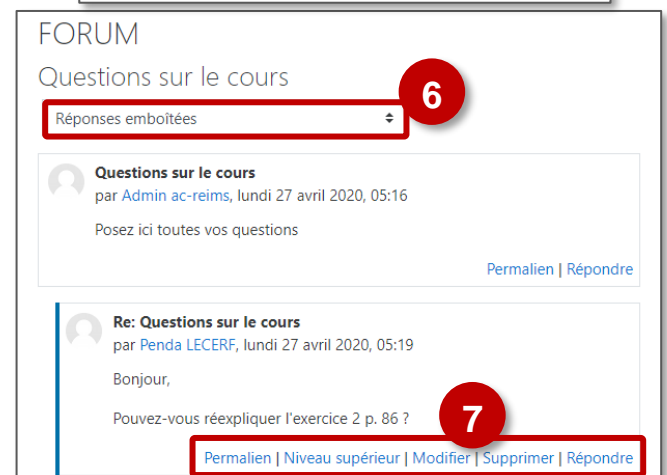 FORUM
Questions sur le cours
6
Réponses emboîtées
Questions sur le cours
par Admin ac-reims, lundi 27 avril 2020, 05:16
Posez ici toutes vos questions
Permalien | Répondre
Re: Questions sur le cours
par Penda LECERF, lundi 27 avril 2020, 05:19
Bonjour,
Pouvez-vous réexpliquer l'exercice 2 p. 86 ?
7
Permalien | Niveau supérieur | Modifier | Supprimer | Répondre